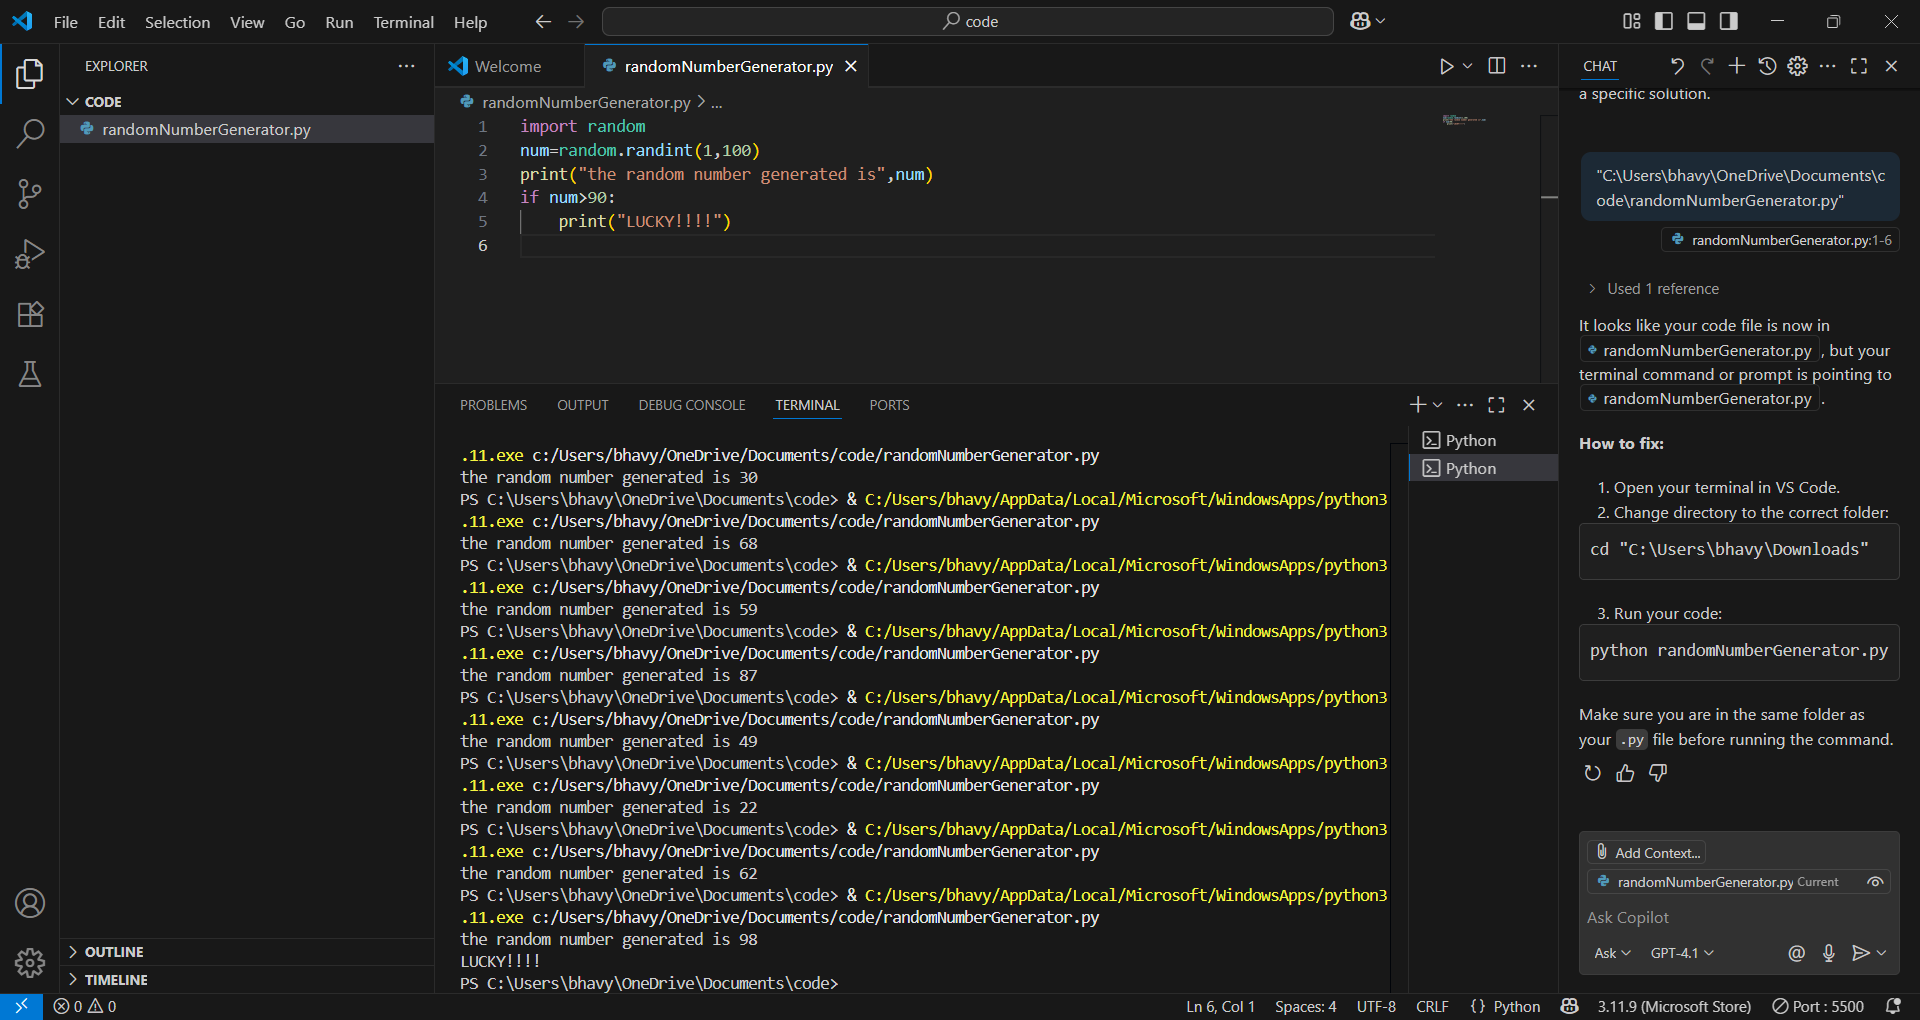 File Edit Selection View Go Run Terminal Help
code
EXPLORER
CODE
randomNumberGenerator.py
OUTLINE
TIMELINE
Welcome
randomNumberGenerator.py
randomNumberGenerator.py > ...
1 import random
2 num=random.randint(1,100)
3 print("the random number generated is",num)
4 if num>90:
5 print("LUCKY!!!!")
6
PROBLEMS OUTPUT DEBUG CONSOLE TERMINAL PORTS
.11.exe c:/Users/bhavy/OneDrive/Documents/code/randomNumberGenerator.py
the random number generated is 30
PS C:\Users\bhavy\OneDrive\Documents\code> & C:/Users/bhavy/AppData/Local/Microsoft/WindowsApps/python3
.11.exe c:/Users/bhavy/OneDrive/Documents/code/randomNumberGenerator.py
the random number generated is 68
PS C:\Users\bhavy\OneDrive\Documents\code> & C:/Users/bhavy/AppData/Local/Microsoft/WindowsApps/python3
.11.exe c:/Users/bhavy/OneDrive/Documents/code/randomNumberGenerator.py
the random number generated is 59
PS C:\Users\bhavy\OneDrive\Documents\code> & C:/Users/bhavy/AppData/Local/Microsoft/WindowsApps/python3
.11.exe c:/Users/bhavy/OneDrive/Documents/code/randomNumberGenerator.py
the random number generated is 87
PS C:\Users\bhavy\OneDrive\Documents\code> & C:/Users/bhavy/AppData/Local/Microsoft/WindowsApps/python3
.11.exe c:/Users/bhavy/OneDrive/Documents/code/randomNumberGenerator.py
the random number generated is 49
PS C:\Users\bhavy\OneDrive\Documents\code> & C:/Users/bhavy/AppData/Local/Microsoft/WindowsApps/python3
.11.exe c:/Users/bhavy/OneDrive/Documents/code/randomNumberGenerator.py
the random number generated is 22
PS C:\Users\bhavy\OneDrive\Documents\code> & C:/Users/bhavy/AppData/Local/Microsoft/WindowsApps/python3
.11.exe c:/Users/bhavy/OneDrive/Documents/code/randomNumberGenerator.py
the random number generated is 62
PS C:\Users\bhavy\OneDrive\Documents\code> & C:/Users/bhavy/AppData/Local/Microsoft/WindowsApps/python3
.11.exe c:/Users/bhavy/OneDrive/Documents/code/randomNumberGenerator.py
the random number generated is 98
LUCKY!!!!
PS C:\Users\bhavy\OneDrive\Documents\code>
Python
Python
CHAT
a specific solution.
"C:\Users\bhavy\OneDrive\Documents\c
ode\randomNumberGenerator.py"
randomNumberGenerator.py:1-6
Used 1 reference
It looks like your code file is now in
randomNumberGenerator.py , but your
terminal command or prompt is pointing to
randomNumberGenerator.py .
How to fix:
1. Open your terminal in VS Code.
2. Change directory to the correct folder:
cd "C:\Users\bhavy\Downloads"
3. Run your code:
python randomNumberGenerator.py
Make sure you are in the same folder as
your .py file before running the command.
Add Context...
randomNumberGenerator.py Current
Ask Copilot
Ask GPT-4.1
0 0
Ln 6, Col 1 Spaces: 4 UTF-8 CRLF {} Python 3.11.9 (Microsoft Store) Port : 5500